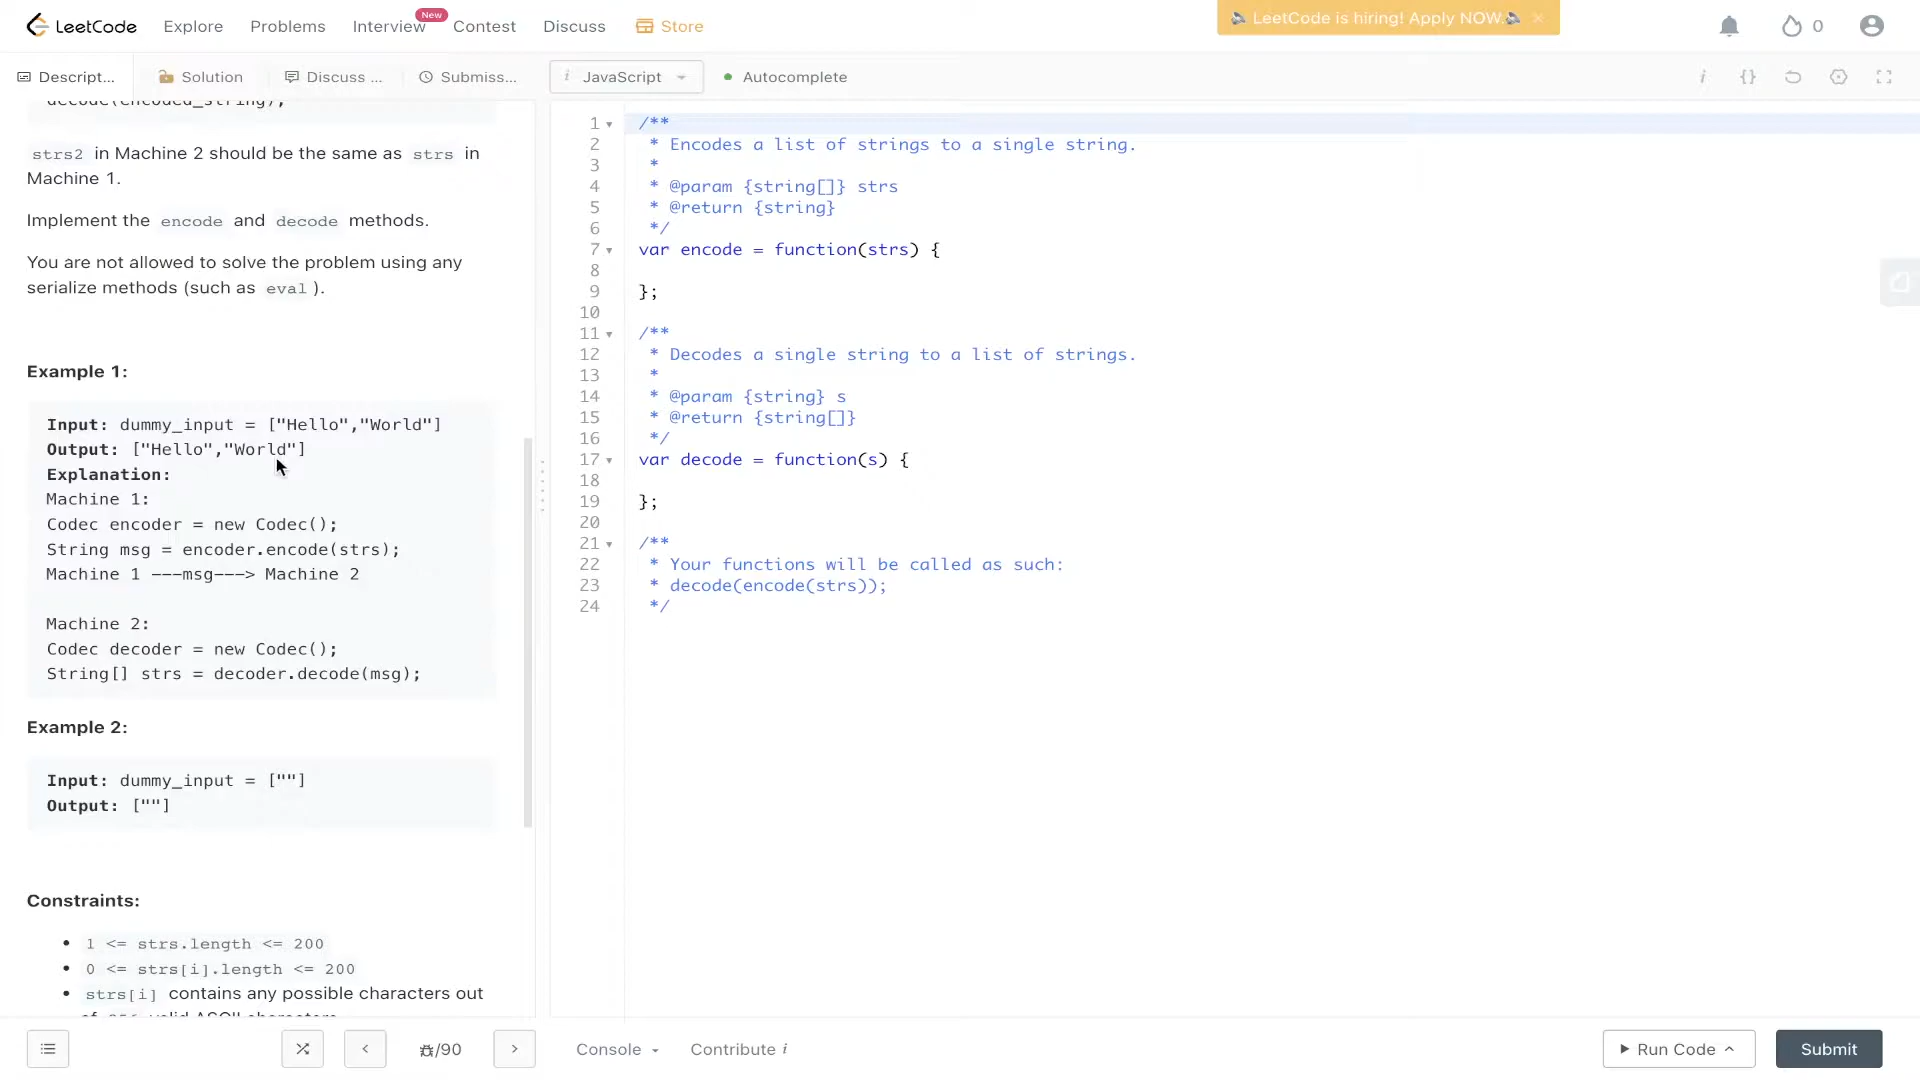 LeetCode Explore Problems Interview New Contest Discuss Store LeetCode is hiring! Apply NOW. 0
Descript... Solution Discuss ... Submiss... i JavaScript Autocomplete i {}
decode(encoded_string);
strs2 in Machine 2 should be the same as strs in
Machine 1.
Implement the encode and decode methods.
You are not allowed to solve the problem using any
serialize methods (such as eval ).
Example 1:
Input: dummy_input = ["Hello","World"]
Output: ["Hello","World"]
Explanation:
Machine 1:
Codec encoder = new Codec();
String msg = encoder.encode(strs);
Machine 1 ---msg---> Machine 2
Machine 2:
Codec decoder = new Codec();
String[] strs = decoder.decode(msg);
Example 2:
Input: dummy_input = [""]
Output: [""]
Constraints:
1 <= strs.length <= 200
0 <= strs[i].length <= 200
strs[i] contains any possible characters out
of 256 valid ASCII characters
1 /**
2 * Encodes a list of strings to a single string.
3 *
4 * @param {string[]} strs
5 * @return {string}
6 */
7 var encode = function(strs) {
8
9 };
10
11 /**
12 * Decodes a single string to a list of strings.
13 *
14 * @param {string} s
15 * @return {string[]}
16 */
17 var decode = function(s) {
18
19 };
20
21 /**
22 * Your functions will be called as such:
23 * decode(encode(strs));
24 */
/90 Console Contribute i Run Code Submit